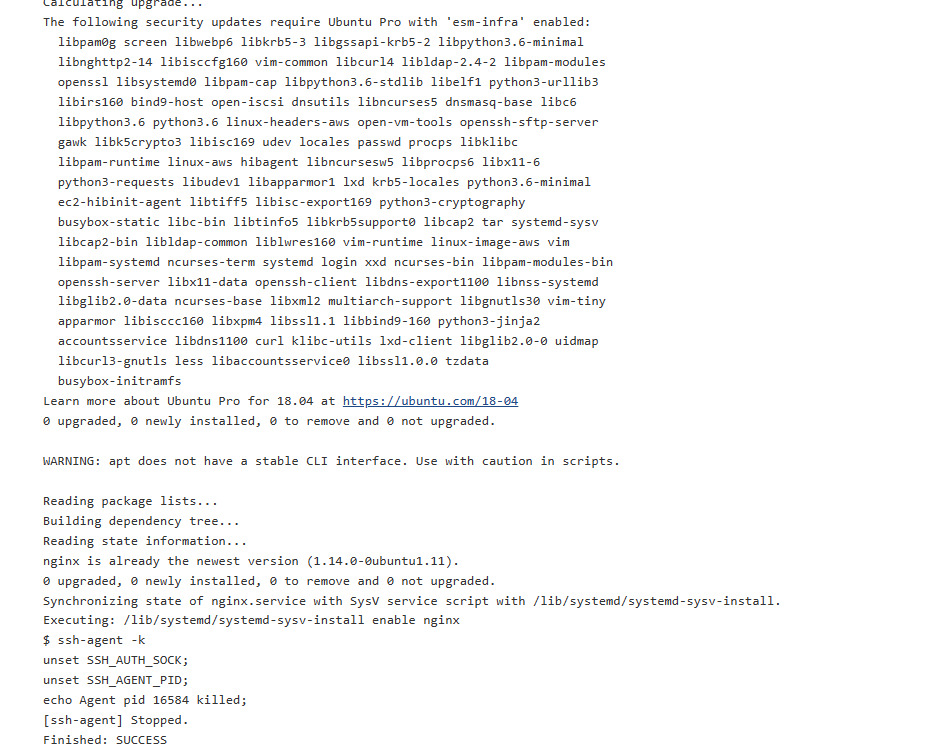 Calculating upgrade...
The following security updates require Ubuntu Pro with 'esm-infra' enabled:
libpam0g screen libwebp6 libkrb5-3 libgssapi-krb5-2 libpython3.6-minimal
libnghttp2-14 libisccfg160 vim-common libcurl4 libldap-2.4-2 libpam-modules
openssl libsystemd0 libpam-cap libpython3.6-stdlib libelf1 python3-urllib3
libirs160 bind9-host open-iscsi dnsutils libncurses5 dnsmasq-base libc6
libpython3.6 python3.6 linux-headers-aws open-vm-tools openssh-sftp-server
gawk libk5crypto3 libisc169 udev locales passwd procps libklibc
libpam-runtime linux-aws hibagent libncursesw5 libprocps6 libx11-6
python3-requests libudev1 libapparmor1 lxd krb5-locales python3.6-minimal
ec2-hibinit-agent libtiff5 libisc-export169 python3-cryptography
busybox-static libc-bin libtinfo5 libkrb5support0 libcap2 tar systemd-sysv
libcap2-bin libldap-common liblwres160 vim-runtime linux-image-aws vim
libpam-systemd ncurses-term systemd login xxd ncurses-bin libpam-modules-bin
openssh-server libx11-data openssh-client libdns-export1100 libnss-systemd
libglib2.0-data ncurses-base libxml2 multiarch-support libgnutls30 vim-tiny
apparmor libisccc160 libxpm4 libssl1.1 libbind9-160 python3-jinja2
accountsservice libdns1100 curl klibc-utils lxd-client libglib2.0-0 uidmap
libcurl3-gnutls less libaccountsservice0 libssl1.0.0 tzdata
busybox-initramfs
Learn more about Ubuntu Pro for 18.04 at https://ubuntu.com/18-04
0 upgraded, 0 newly installed, 0 to remove and 0 not upgraded.
WARNING: apt does not have a stable CLI interface. Use with caution in scripts.
Reading package lists...
Building dependency tree...
Reading state information...
nginx is already the newest version (1.14.0-0ubuntu1.11).
0 upgraded, 0 newly installed, 0 to remove and 0 not upgraded.
Synchronizing state of nginx.service with SysV service script with /lib/systemd/systemd-sysv-install.
Executing: /lib/systemd/systemd-sysv-install enable nginx
$ ssh-agent -k
unset SSH_AUTH_SOCK;
unset SSH_AGENT_PID;
echo Agent pid 16584 killed;
[ssh-agent] Stopped.
Finished: SUCCESS